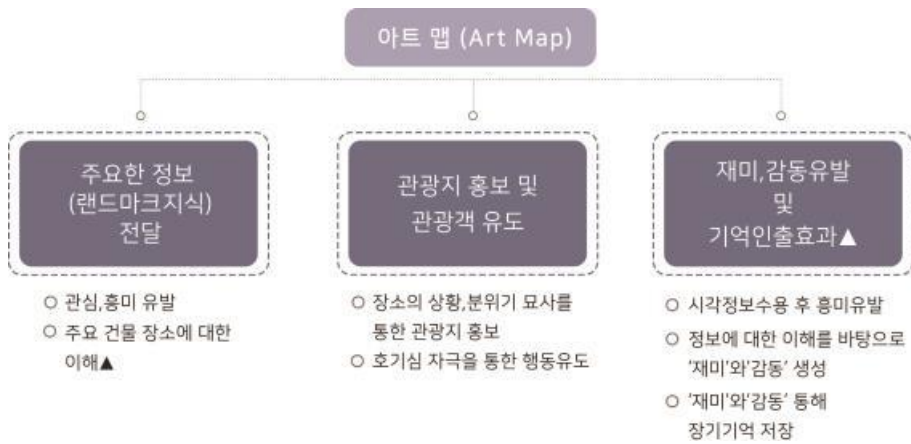 아트 맵 (Art Map)
주요한 정보
(랜드마크지식)
전달
○ 관심,흥미 유발
○ 주요 건물 장소에 대한
이해▲
관광지 홍보 및
관광객 유도
○ 장소의 상황,분위기 묘사를
통한 관광지 홍보
○ 호기심 자극을 통한 행동유도
재미,감동유발
및
기억인출효과▲
○ 시각정보수용 후 흥미유발
○ 정보에 대한 이해를 바탕으로
‘재미’와‘감동’ 생성
○ ‘재미’와‘감동’ 통해
장기기억 저장